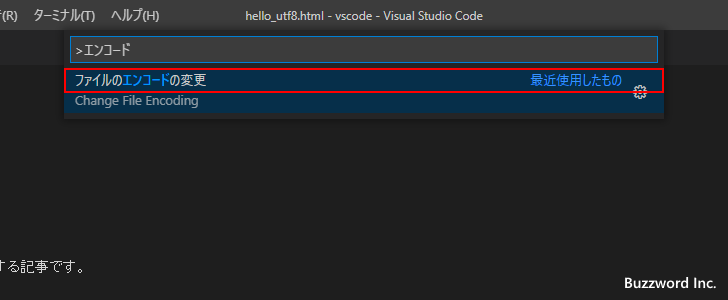 (R) ターミナル(T) ヘルプ(H) hello_utf8.html - vscode - Visual Studio Code
>エンコード
ファイルのエンコードの変更 最近使用したもの
Change File Encoding
する記事です。
Buzzword Inc.